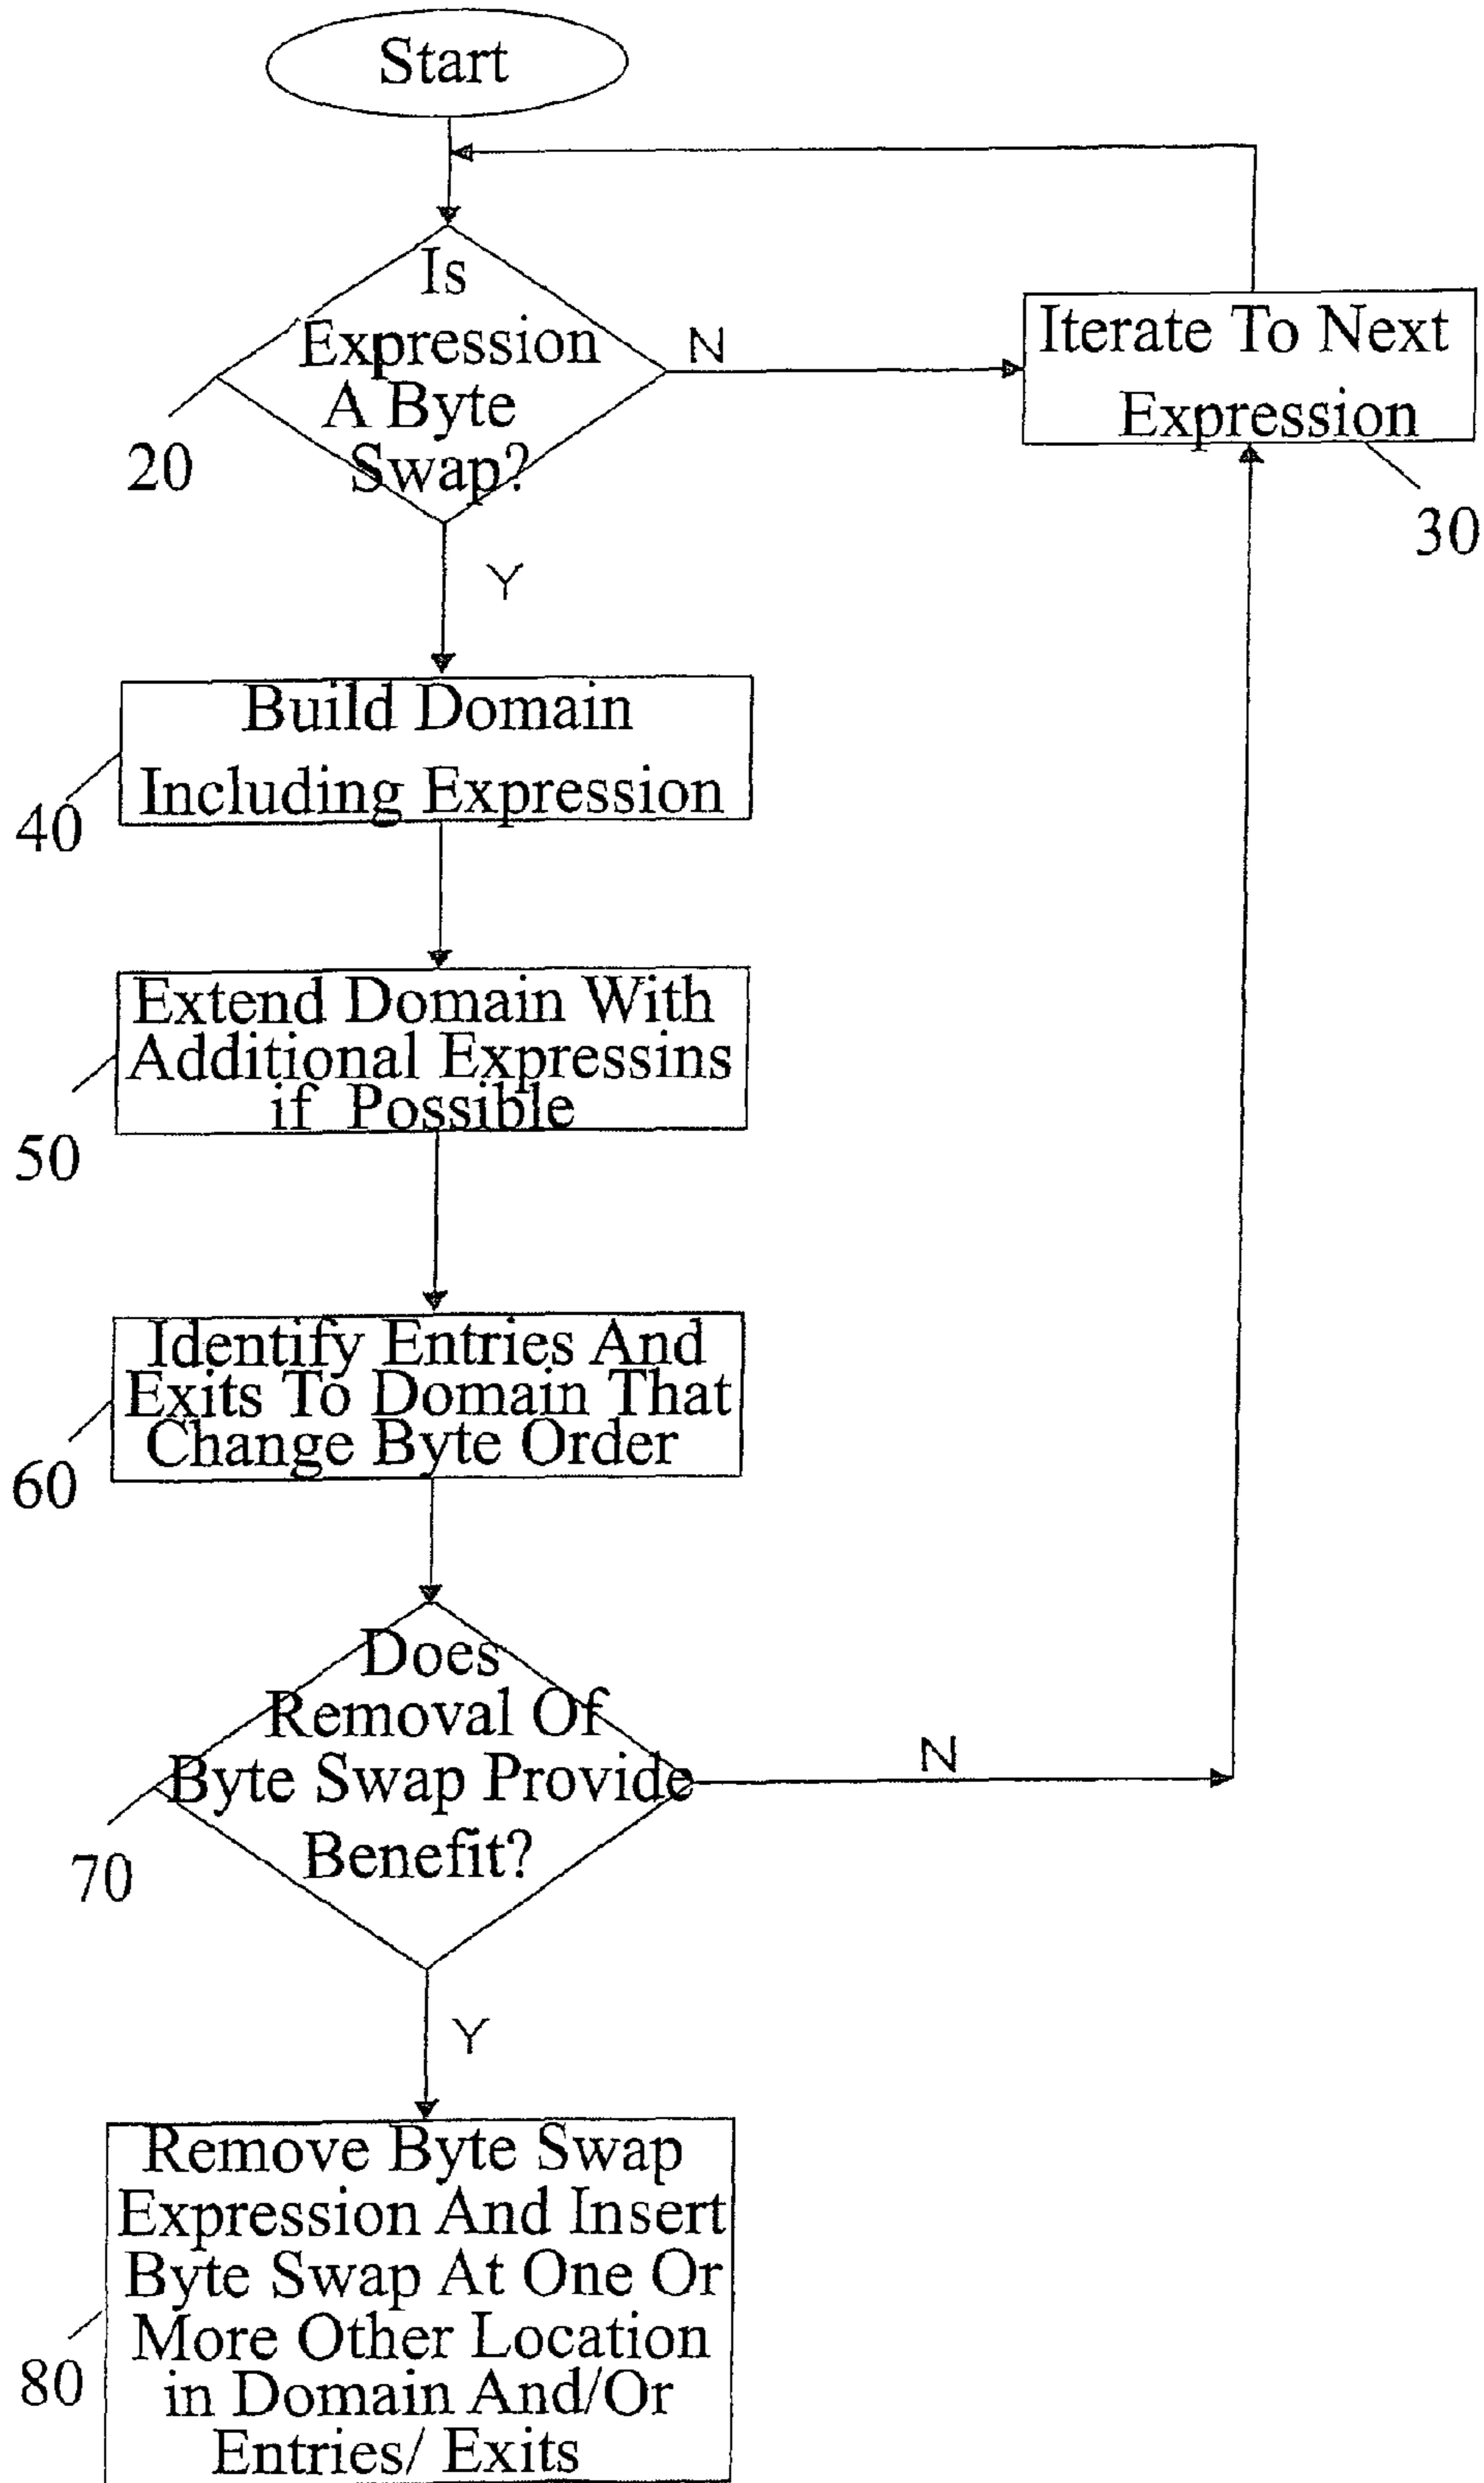 Start
Is
Expression
A Byte
Swap?
N
20
Iterate To Next
Expression
30
Y
Build Domain
Including Expression
40
Extend Domain With
Additional Expressins
if Possible
50
Identify Entries And
Exits To Domain That
Change Byte Order
60
Does
Removal Of
Byte Swap Provide
Benefit?
N
70
Y
Remove Byte Swap
Expression And Insert
Byte Swap At One Or
More Other Location
in Domain And/Or
Entries/ Exits
80